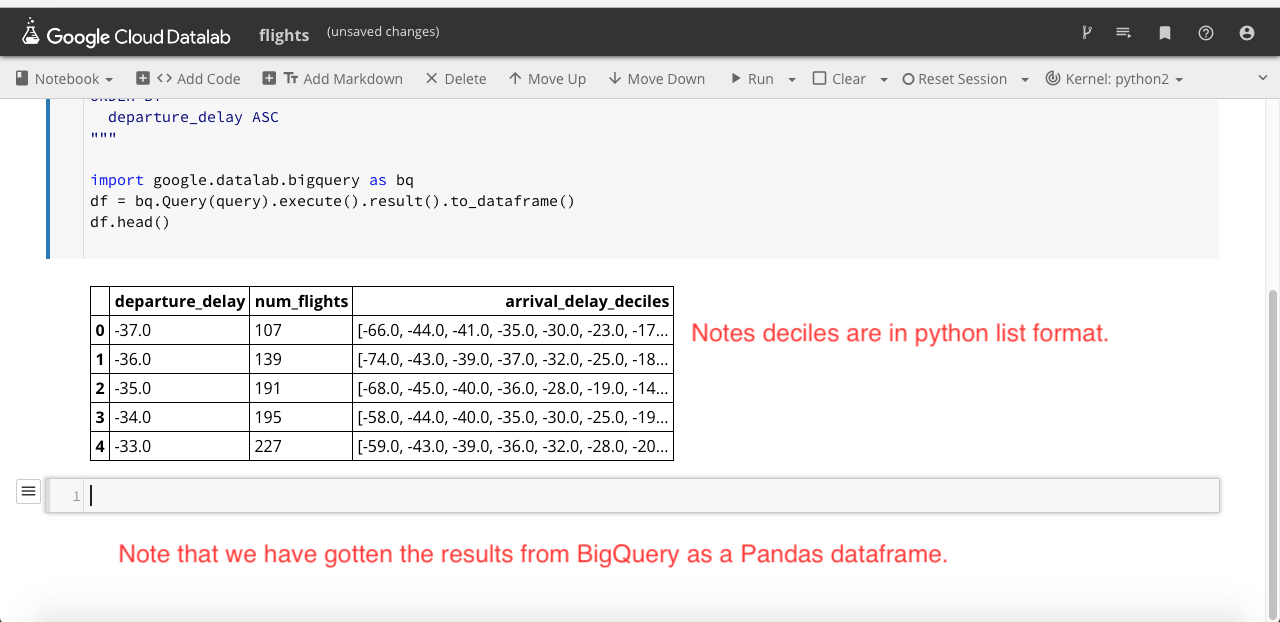 Google Cloud Datalab flights (unsaved changes)
Notebook Add Code Add Markdown Delete Move Up Move Down Run Clear Reset Session Kernel: python2
ORDER BY
departure_delay ASC
"""
import google.datalab.bigquery as bq
df = bq.Query(query).execute().result().to_dataframe()
df.head()
departure_delay num_flights arrival_delay_deciles
0 -37.0 107 [-66.0, -44.0, -41.0, -35.0, -30.0, -23.0, -17...
1 -36.0 139 [-74.0, -43.0, -39.0, -37.0, -32.0, -25.0, -18...
2 -35.0 191 [-68.0, -45.0, -40.0, -36.0, -28.0, -19.0, -14...
3 -34.0 195 [-58.0, -44.0, -40.0, -35.0, -30.0, -25.0, -19...
4 -33.0 227 [-59.0, -43.0, -39.0, -36.0, -32.0, -28.0, -20...
Notes deciles are in python list format.
1
Note that we have gotten the results from BigQuery as a Pandas dataframe.